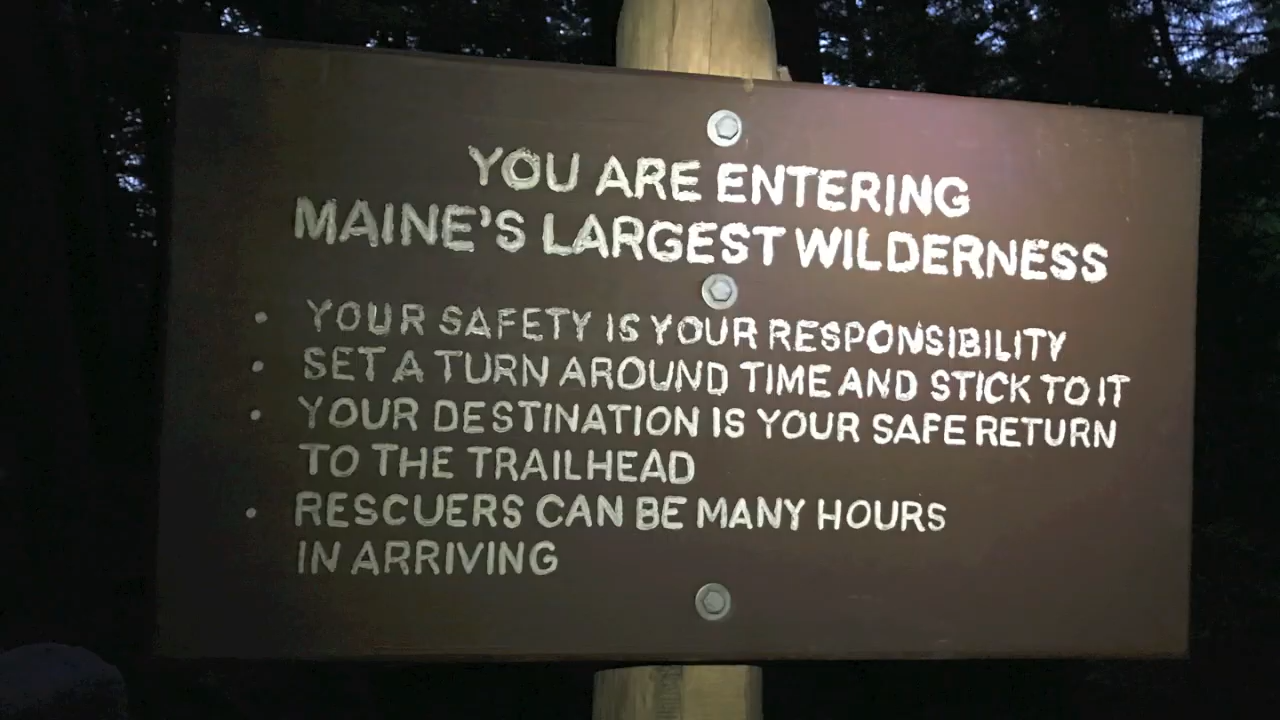 YOU ARE ENTERING
MAINE'S LARGEST WILDERNESS
• YOUR SAFETY IS YOUR RESPONSIBILITY
• SET A TURN AROUND TIME AND STICK TO IT
• YOUR DESTINATION IS YOUR SAFE RETURN
TO THE TRAILHEAD
• RESCUERS CAN BE MANY HOURS
IN ARRIVING